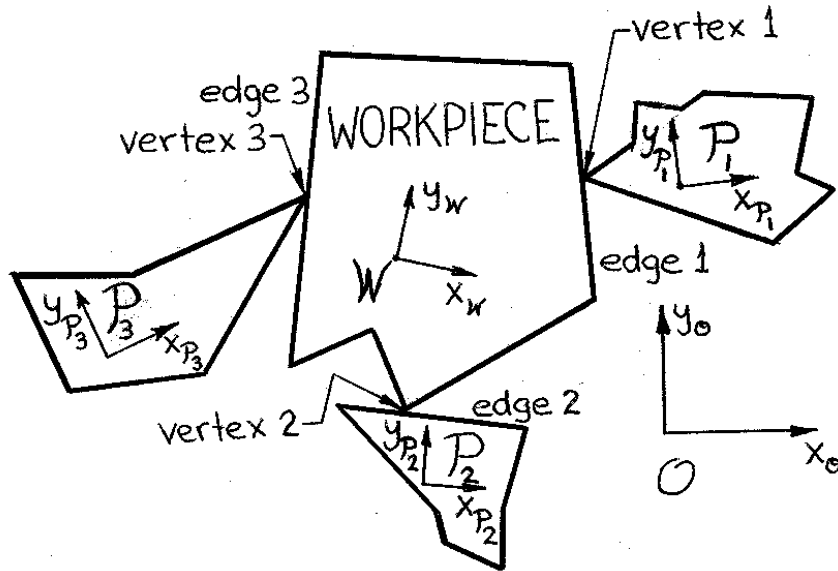 vertex 1
edge 3
WORKPIECE
vertex 3
y_P₁
P₁
x_P₁
y_W
W
x_W
edge 1
y_P₃
P₃
x_P₃
y_O
vertex 2
edge 2
y_P₂
P₂
x_P₂
x_O
O